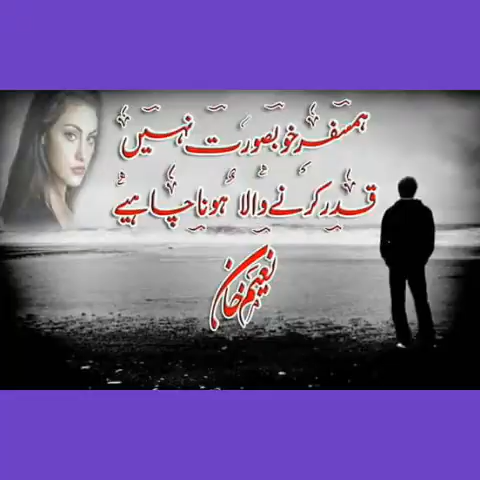 ہمسفر خوبصورت نہیں
قدر کرنے والا ہونا چاہیے
نعیم خان